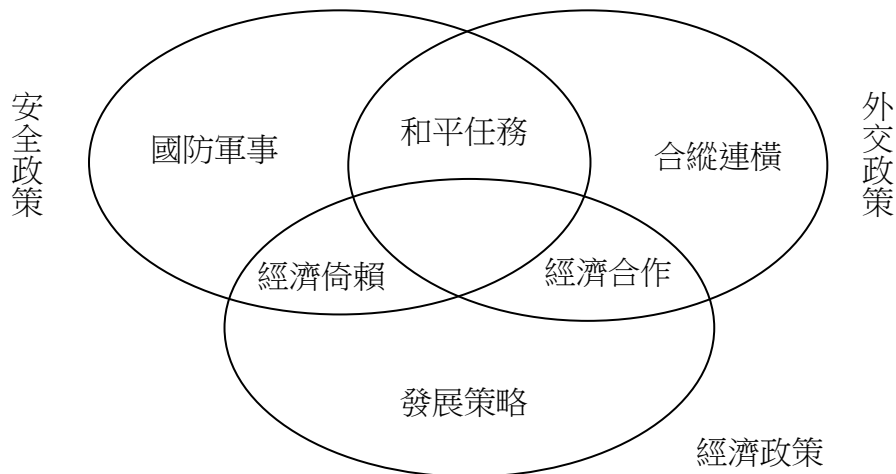 安全政策
國防軍事
和平任務
合縱連橫
外交政策
經濟倚賴
經濟合作
發展策略
經濟政策